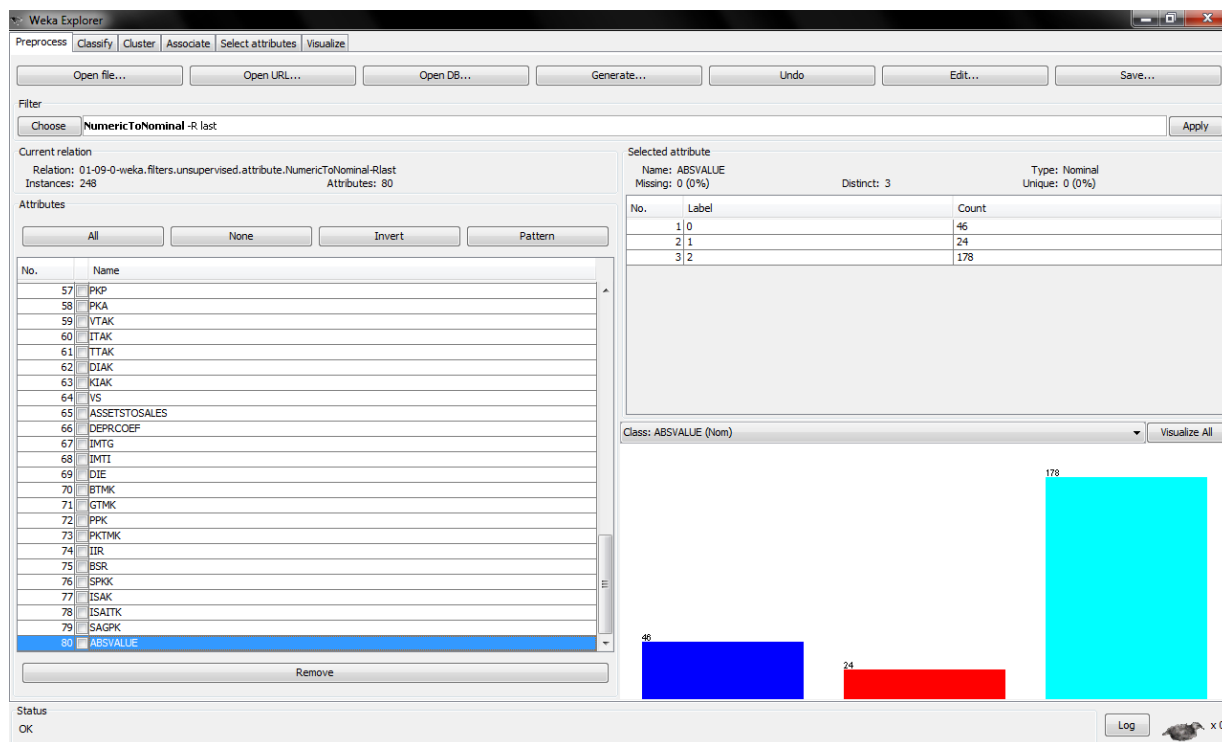 Weka Explorer
Preprocess Classify Cluster Associate Select attributes Visualize
Open file... Open URL... Open DB... Generate... Undo Edit... Save...
Filter
Choose NumericToNominal -R last Apply
Current relation
Relation: 01-09-0-weka.filters.unsupervised.attribute.NumericToNominal-Rlast
Instances: 248 Attributes: 80
Attributes
All None Invert Pattern
No. Name
57 PKP
58 PKA
59 VTAK
60 ITAK
61 TTAK
62 DIAK
63 KIAK
64 VS
65 ASSETSTOSALES
66 DEPRCOEF
67 IMTG
68 IMTI
69 DIE
70 BTMK
71 GTMK
72 PPK
73 PKTMK
74 IIR
75 BSR
76 SPKK
77 ISAK
78 ISAITK
79 SAGPK
80 ABSVALUE
Remove
Selected attribute
Name: ABSVALUE Type: Nominal
Missing: 0 (0%) Distinct: 3 Unique: 0 (0%)
No. Label Count
1 0 46
2 1 24
3 2 178
Class: ABSVALUE (Nom) Visualize All
178
46
24
Status
OK
Log x 0